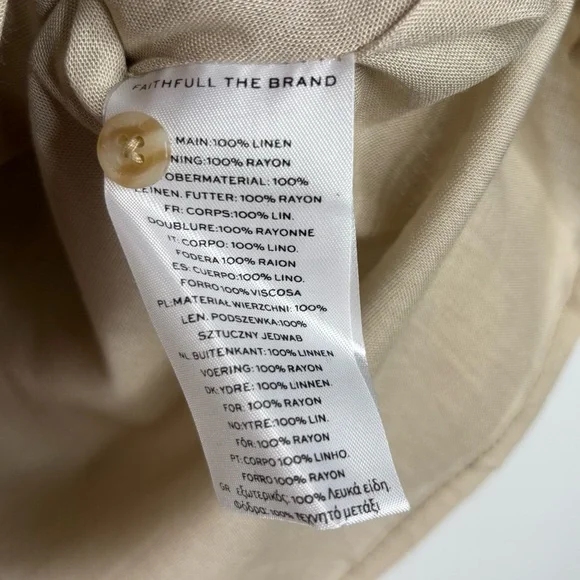 FAITHFULL THE BRAND
MAIN:100% LINEN
NING:100% RAYON
OBERMATERIAL: 100%
LEINEN. FUTTER: 100% RAYON
FR: CORPS:100% LIN.
DOUBLURE: 100% RAYONNE
IT: CORPO: 100% LINO.
FODERA 100% RAION
ES: CUERPO:100% LINO.
FORRO 100% VISCOSA
PL:MATERIAŁ WIERZCHNI: 100%
LEN. PODSZEWKA:100%
SZTUCZNY JEDWAB
NL:BUITENKANT: 100% LINNEN
VOERING: 100% RAYON
DK:YDRE: 100% LINNEN.
FOR: 100% RAYON
NO:YTRE: 100% LIN.
FÔR: 100% RAYON
PT: CORPO 100% LINHO.
FORRO 100% RAYON
GR εξωτερικός: 100% Λευκά είδη.
Φόδρα: 100% τεχνητό μετάξι